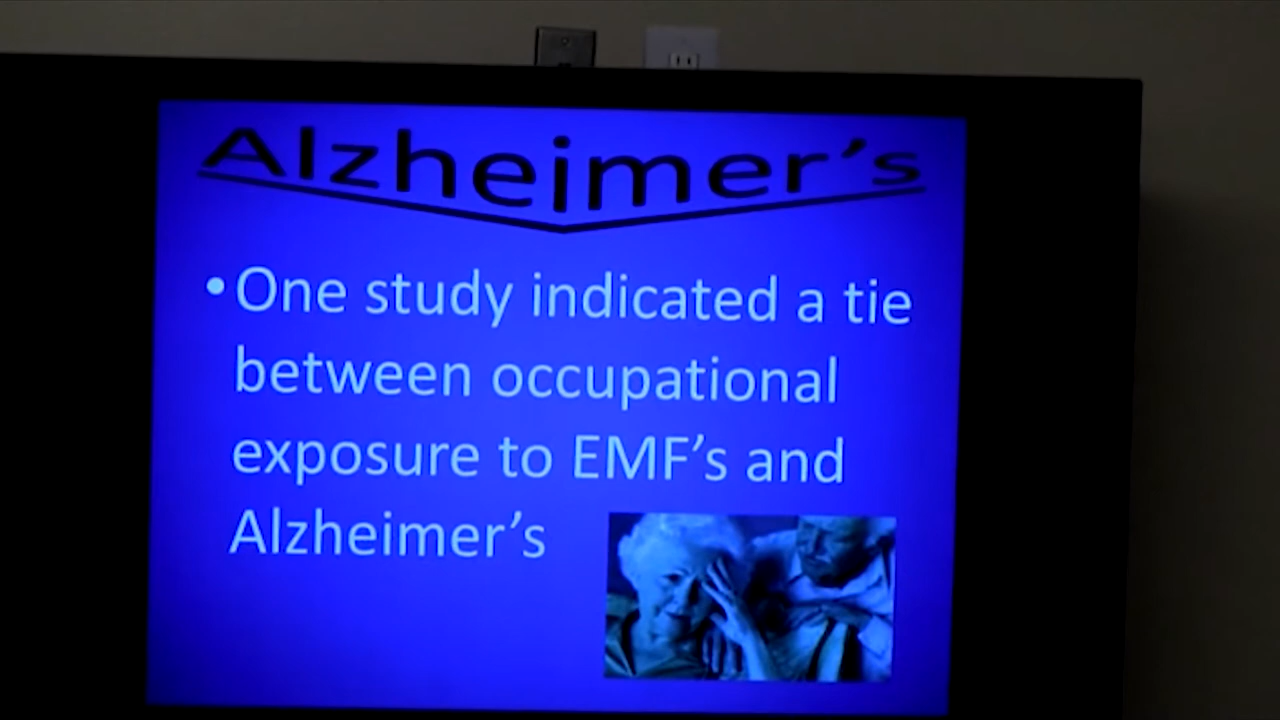 Alzheimer's
• One study indicated a tie
between occupational
exposure to EMF's and
Alzheimer's